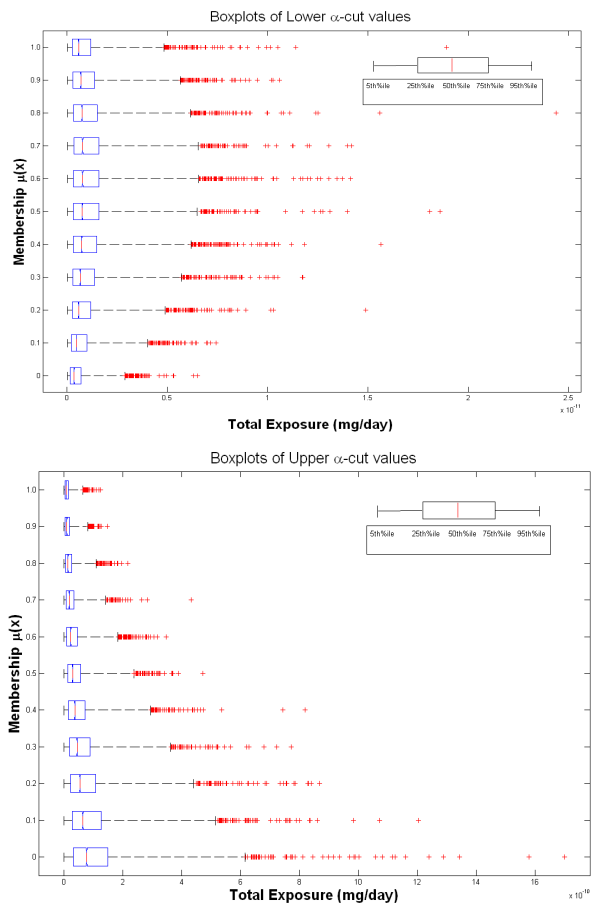 Boxplots of Lower α-cut values
Membership μ(x)
1.0
0.9
0.8
0.7
0.6
0.5
0.4
0.3
0.2
0.1
0
5th%ile 25th%ile 50th%ile 75th%ile 95th%ile
0 0.5 1 1.5 2 2.5
x 10⁻¹¹
Total Exposure (mg/day)
Boxplots of Upper α-cut values
Membership μ(x)
1.0
0.9
0.8
0.7
0.6
0.5
0.4
0.3
0.2
0.1
0
5th%ile 25th%ile 50th%ile 75th%ile 95th%ile
0 2 4 6 8 10 12 14 16
x 10⁻¹⁰
Total Exposure (mg/day)